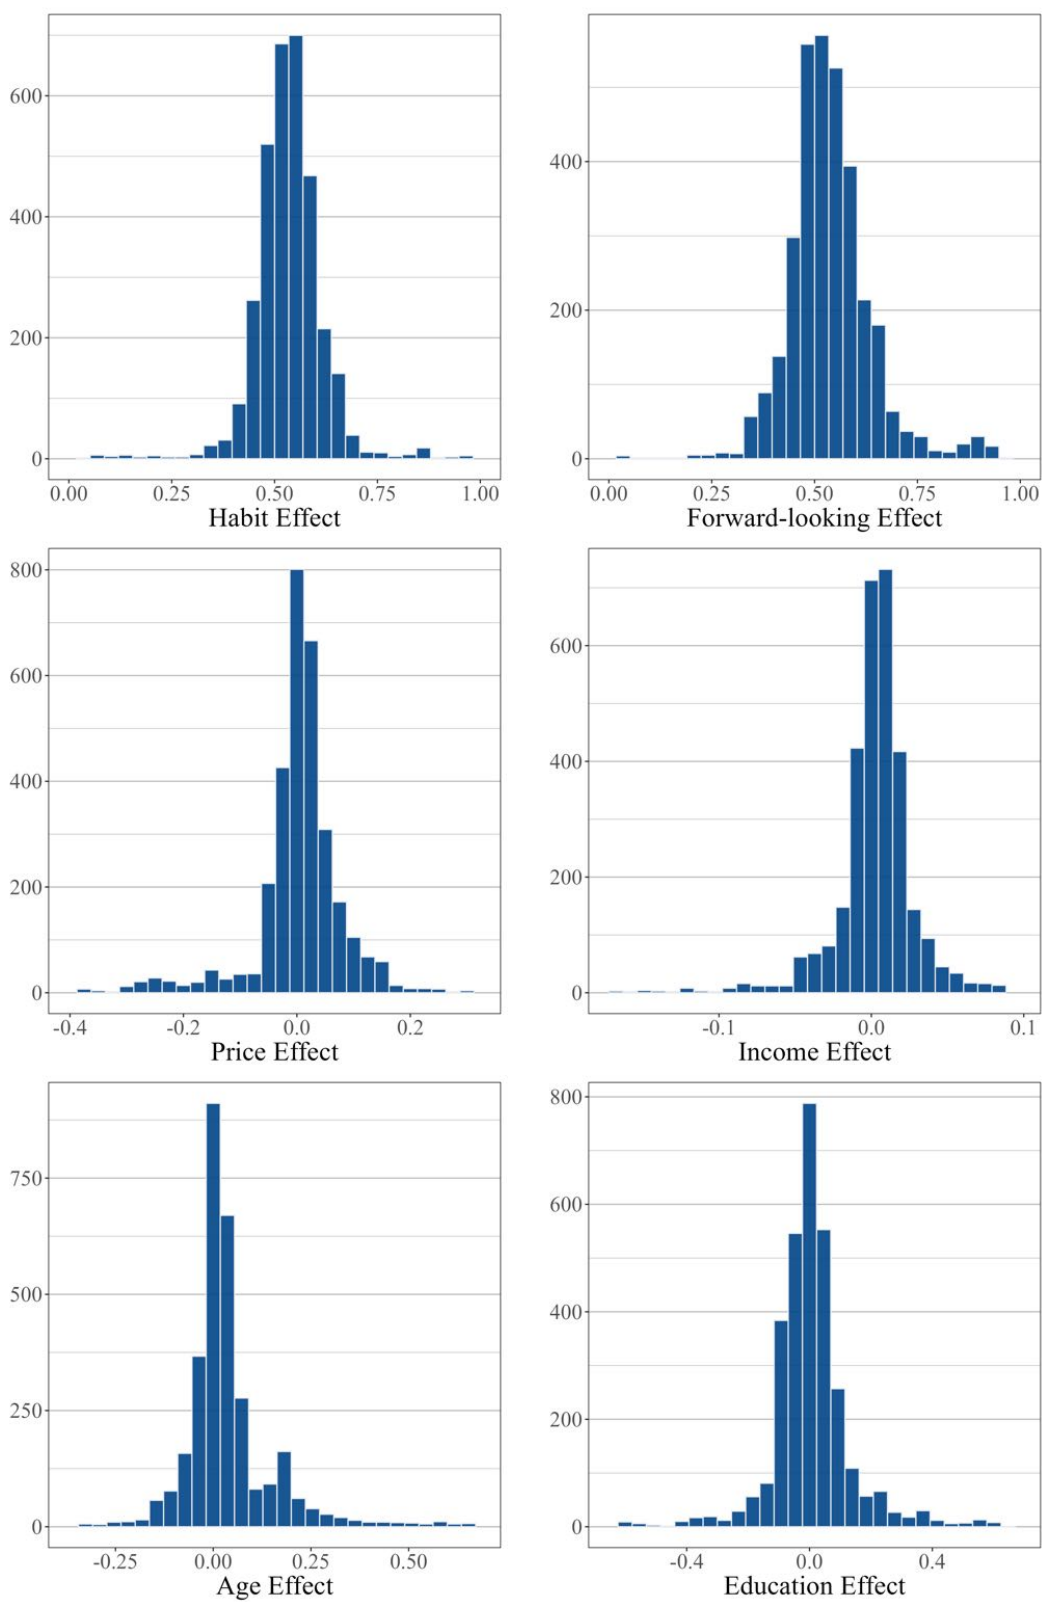 600
400
200
0
0.00 0.25 0.50 0.75 1.00
Habit Effect
400
200
0
0.00 0.25 0.50 0.75 1.00
Forward-looking Effect
800
600
400
200
0
-0.4 -0.2 0.0 0.2
Price Effect
600
400
200
0
-0.1 0.0 0.1
Income Effect
750
500
250
0
-0.25 0.00 0.25 0.50
Age Effect
800
600
400
200
0
-0.4 0.0 0.4
Education Effect